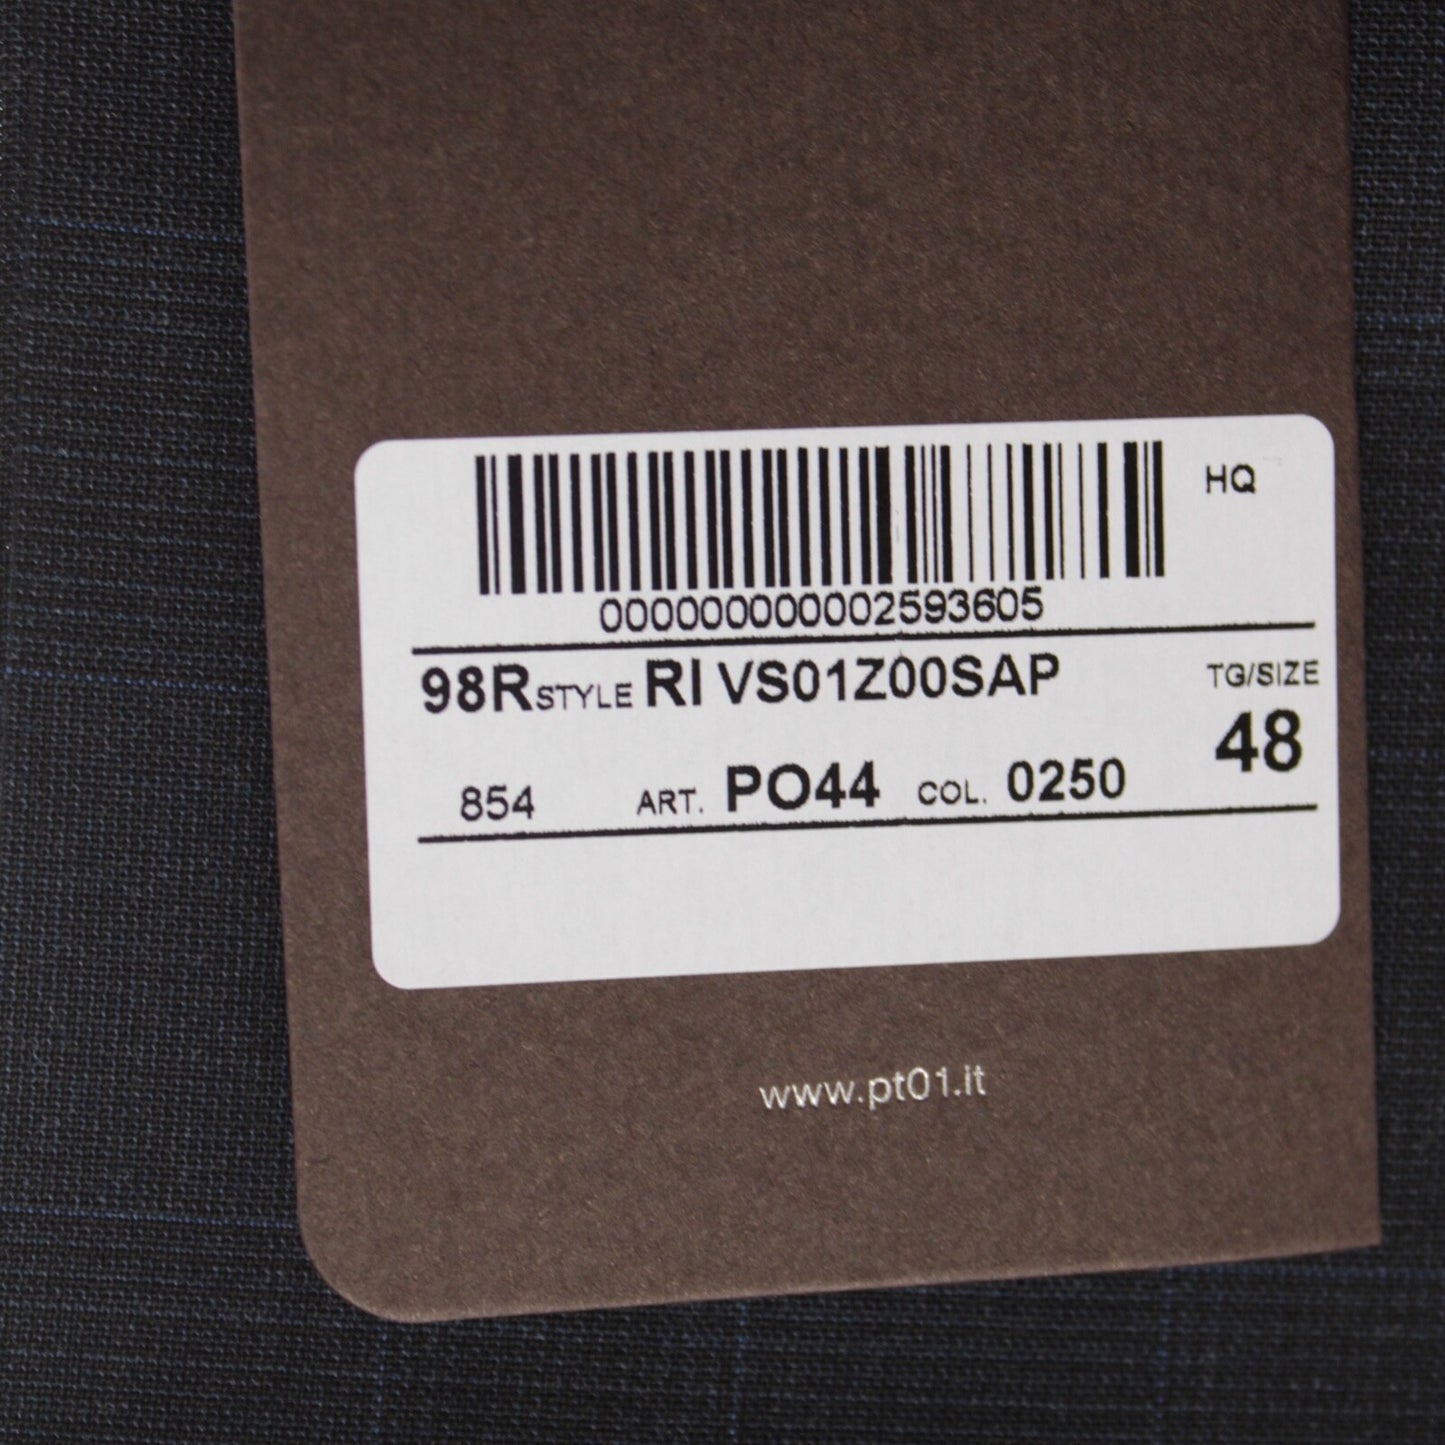 HQ
000000000002593605
98R STYLE RI VS01Z00SAP TG/SIZE
48
854 ART. PO44 COL. 0250
www.pt01.it